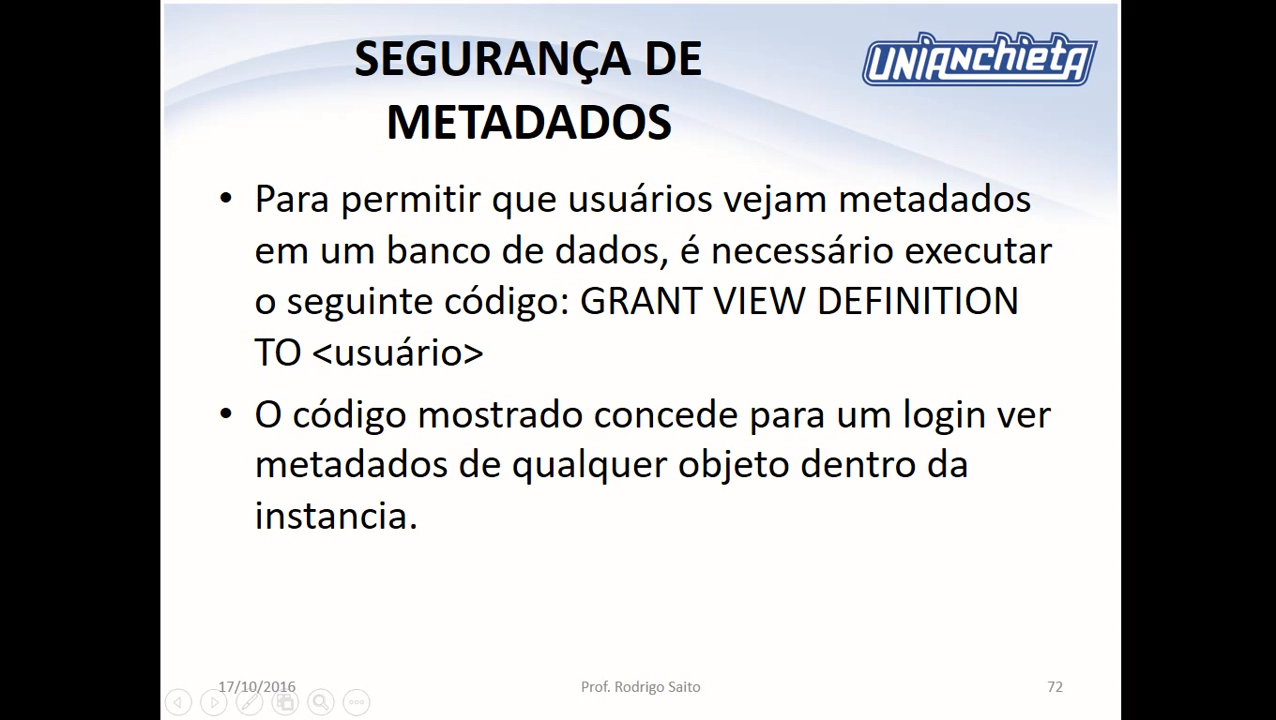 SEGURANÇA DE
METADADOS
UNIANCHIETA
• Para permitir que usuários vejam metadados
em um banco de dados, é necessário executar
o seguinte código: GRANT VIEW DEFINITION
TO <usuário>
• O código mostrado concede para um login ver
metadados de qualquer objeto dentro da
instancia.
17/10/2016
Prof. Rodrigo Saito
72